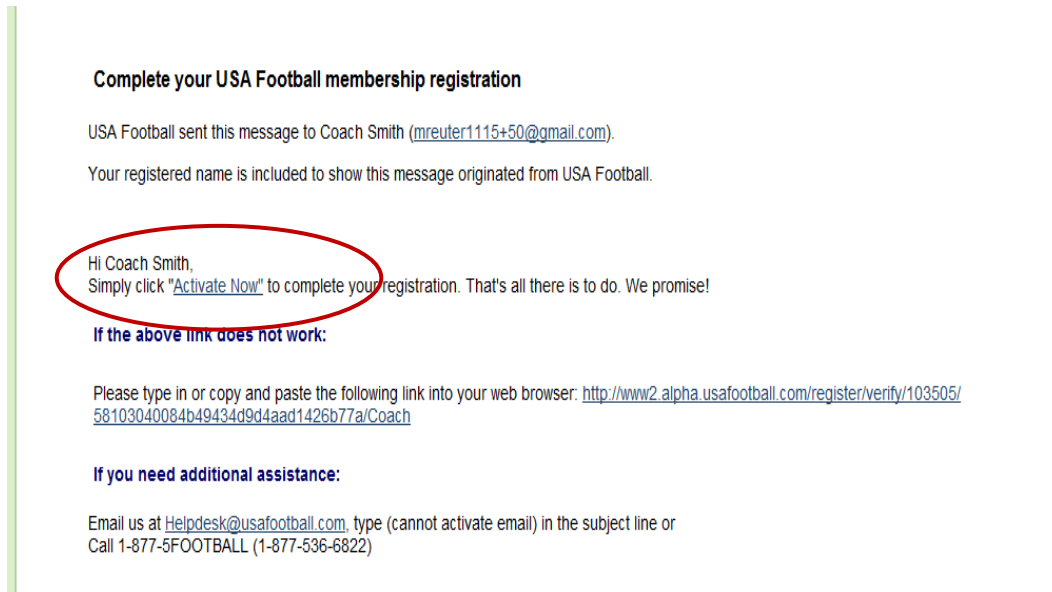 Complete your USA Football membership registration
USA Football sent this message to Coach Smith (mreuter1115+50@gmail.com).
Your registered name is included to show this message originated from USA Football.
Hi Coach Smith,
Simply click "Activate Now" to complete your registration. That's all there is to do. We promise!
If the above link does not work:
Please type in or copy and paste the following link into your web browser: http://www2.alpha.usafootball.com/register/verify/103505/
58103040084b49434d9d4aad1426b77a/Coach
If you need additional assistance:
Email us at Helpdesk@usafootball.com, type (cannot activate email) in the subject line or
Call 1-877-5FOOTBALL (1-877-536-6822)